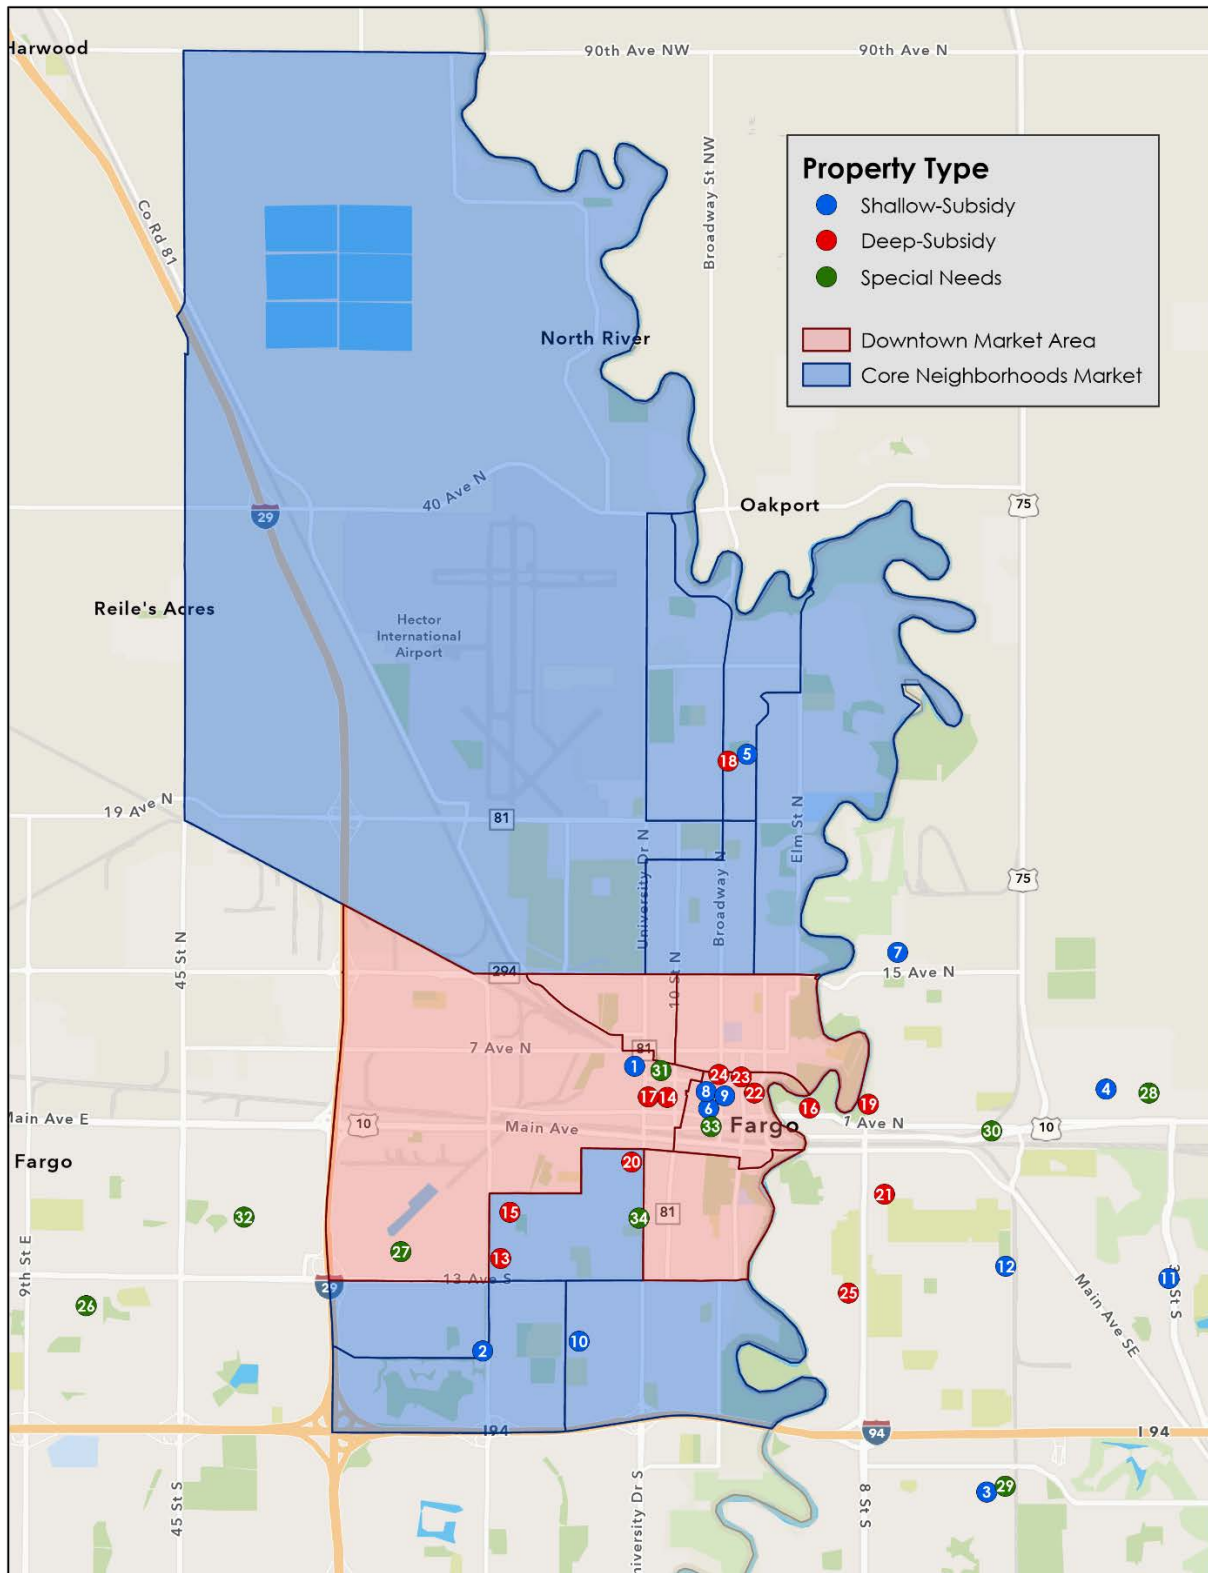 Harwood
90th Ave NW
90th Ave N
Broadway St NW
Property Type
Shallow-Subsidy
Deep-Subsidy
Special Needs
Downtown Market Area
Core Neighborhoods Market
Co Rd 81
North River
40 Ave N
29
Oakport
75
Reile's Acres
Hector
International
Airport
18
5
19 Ave N
81
Elm St N
University Dr N
Broadway N
75
45 St N
10 St N
294
7
15 Ave N
7 Ave N
81
1
31
24
23
17
14
8
9
22
6
33
16
19
4
28
Main Ave E
10
Main Ave
Fargo
1 Ave N
30
10
Fargo
20
32
15
34
81
21
27
13
13 Ave S
12
11
9th St E
29
26
25
3
St S
Main Ave SE
2
10
I94
94
I 94
45 St S
niversity Dr S
8 St S
3
29